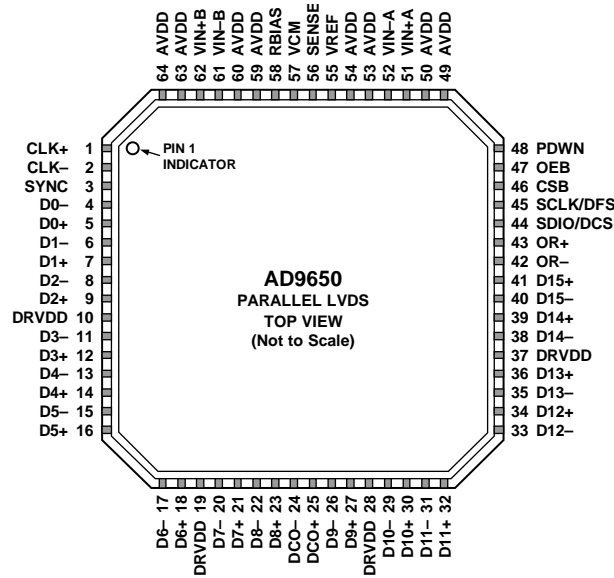 64 AVDD
63 AVDD
62 VIN+B
61 VIN–B
60 AVDD
59 AVDD
58 RBIAS
57 VCM
56 SENSE
55 VREF
54 AVDD
53 AVDD
52 VIN–A
51 VIN+A
50 AVDD
49 AVDD
CLK+ 1
CLK– 2
SYNC 3
D0– 4
D0+ 5
D1– 6
D1+ 7
D2– 8
D2+ 9
DRVDD 10
D3– 11
D3+ 12
D4– 13
D4+ 14
D5– 15
D5+ 16
PIN 1
INDICATOR
AD9650
PARALLEL LVDS
TOP VIEW
(Not to Scale)
48 PDWN
47 OEB
46 CSB
45 SCLK/DFS
44 SDIO/DCS
43 OR+
42 OR–
41 D15+
40 D15–
39 D14+
38 D14–
37 DRVDD
36 D13+
35 D13–
34 D12+
33 D12–
D6– 17
D6+ 18
DRVDD 19
D7– 20
D7+ 21
D8– 22
D8+ 23
DCO– 24
DCO+ 25
D9– 26
D9+ 27
DRVDD 28
D10– 29
D10+ 30
D11– 31
D11+ 32